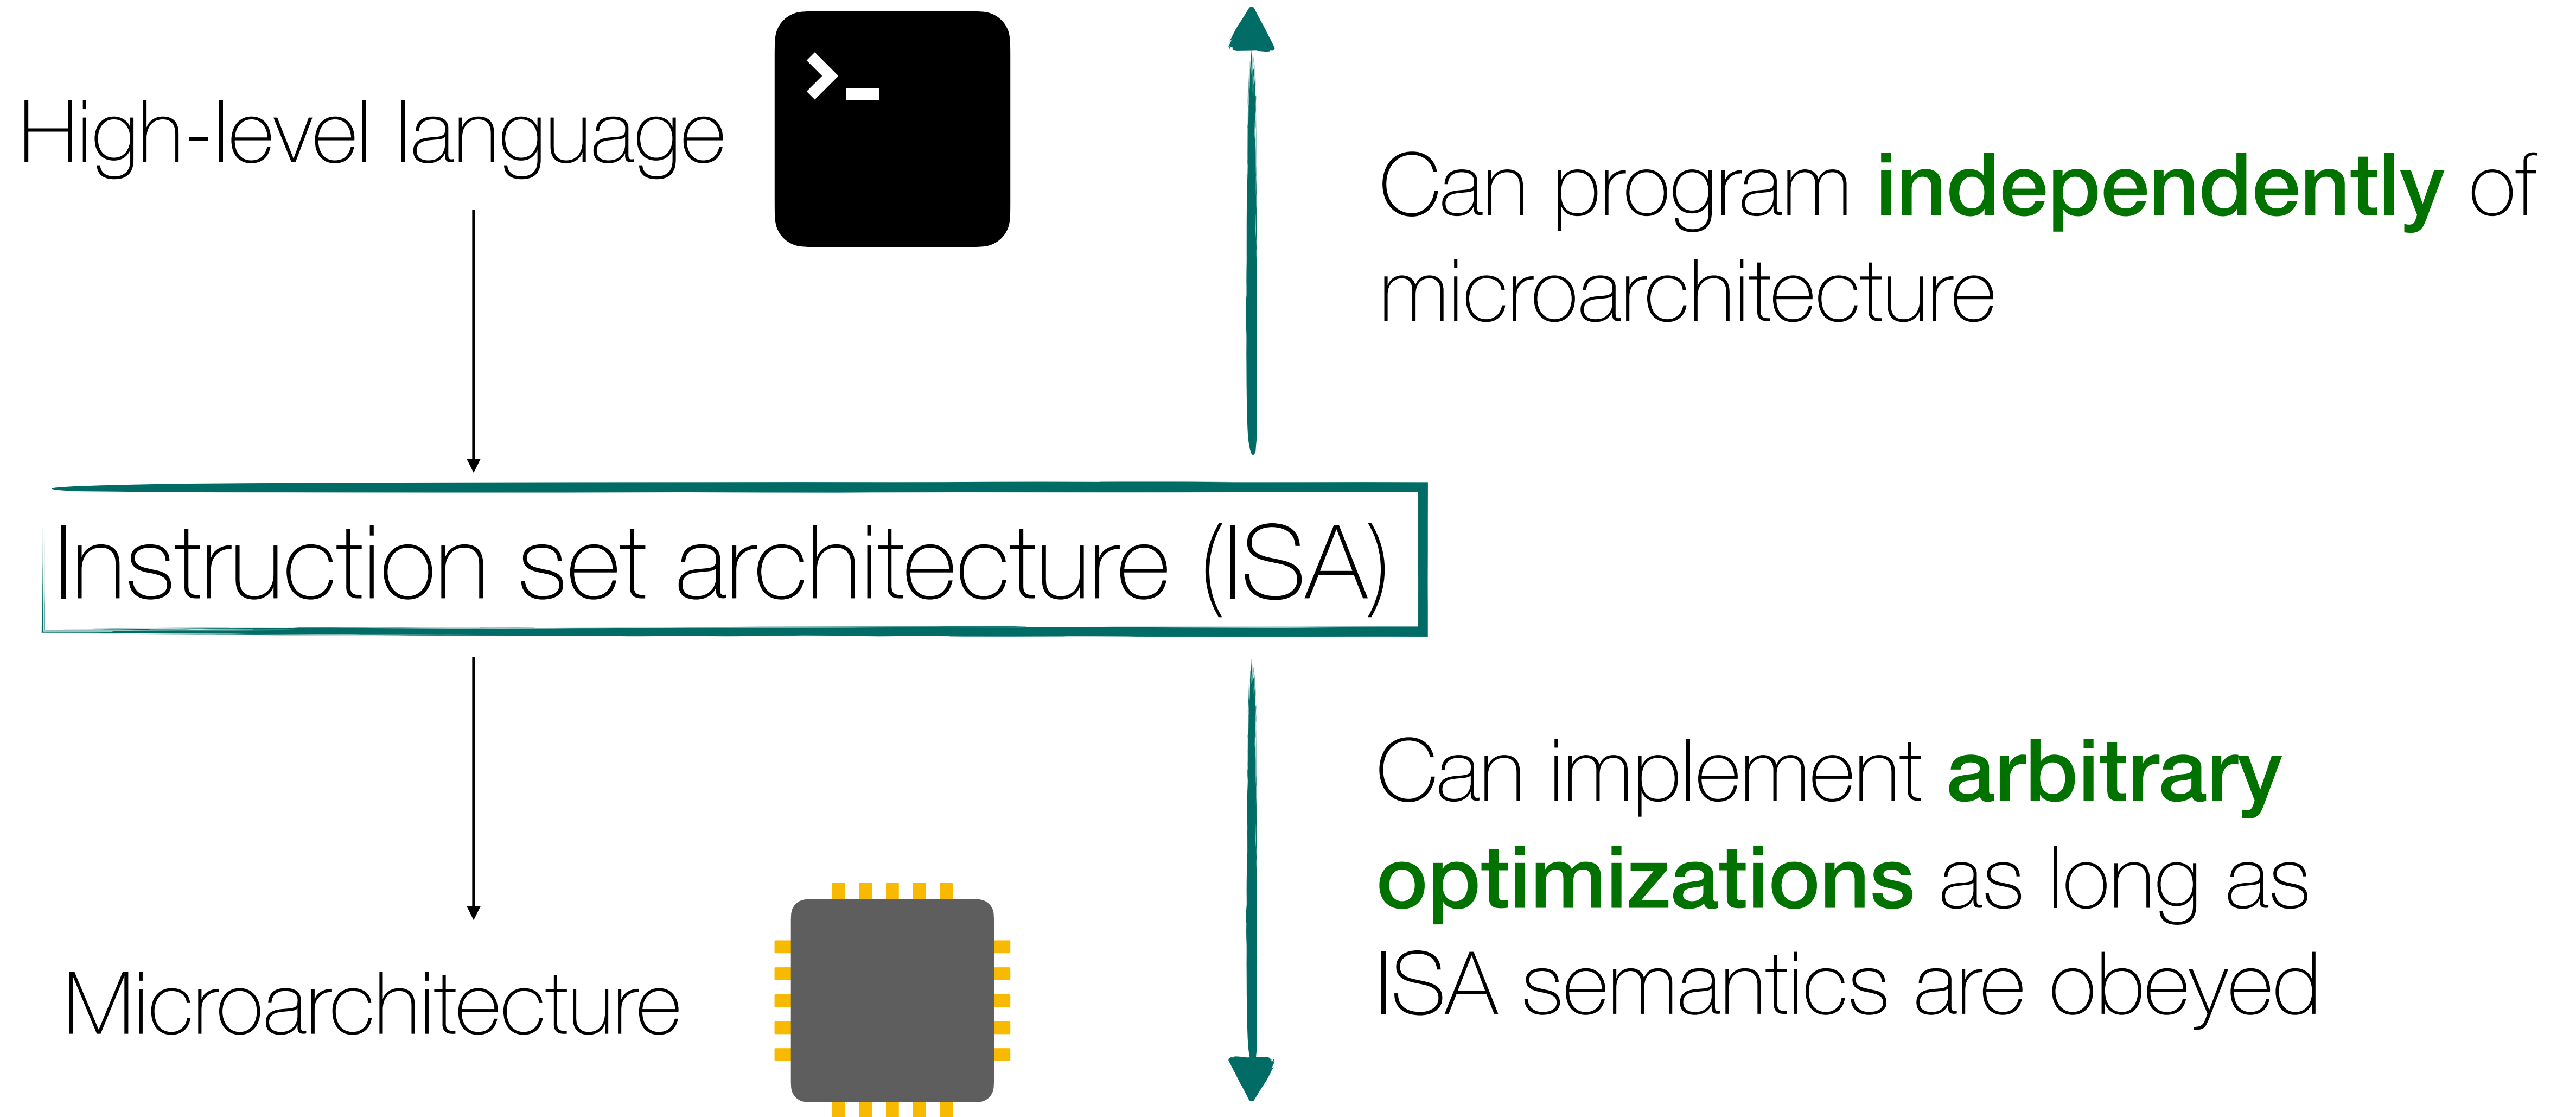 High-level language
>_
Can program independently of
microarchitecture
Instruction set architecture (ISA)
Can implement arbitrary
optimizations as long as
ISA semantics are obeyed
Microarchitecture